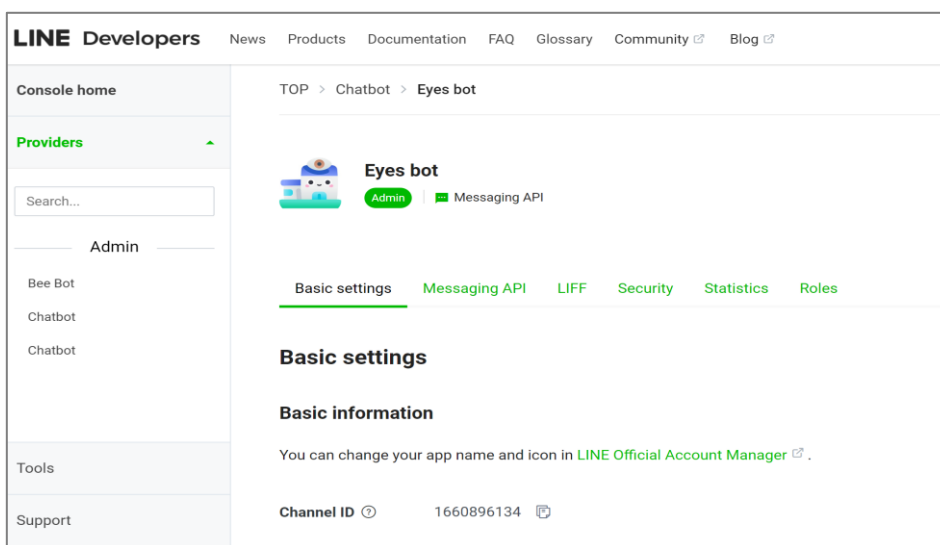 LINE Developers News Products Documentation FAQ Glossary Community Blog
Console home
Providers
Search...
Admin
Bee Bot
Chatbot
Chatbot
Tools
Support
TOP > Chatbot > Eyes bot
Eyes bot
Admin Messaging API
Basic settings Messaging API LIFF Security Statistics Roles
Basic settings
Basic information
You can change your app name and icon in LINE Official Account Manager .
Channel ID ? 1660896134